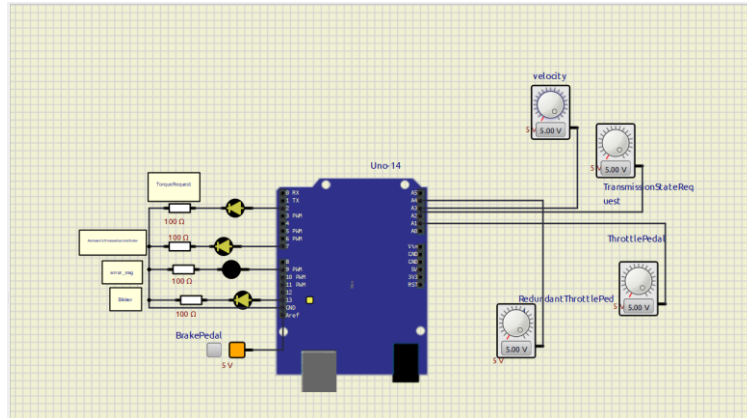 velocity
5 V
5.00 V
Uno-14
TorqueRequest
5 V
5.00 V
TransmissionStateReq
uest
0 RX
1 TX
2
3 PWM
4
5 PWM
6 PWM
7
8
9 PWM
10 PWM
11 PWM
12
13
GND
Aref
A5
A4
A3
A2
A1
A0
Vin
GND
GND
5V
3V3
RST
100 Ω
100 Ω
error_msg
100 Ω
100 Ω
ThrottlePedal
5 V
5.00 V
RedundantThrottlePed
5 V
5.00 V
BrakePedal
5 V